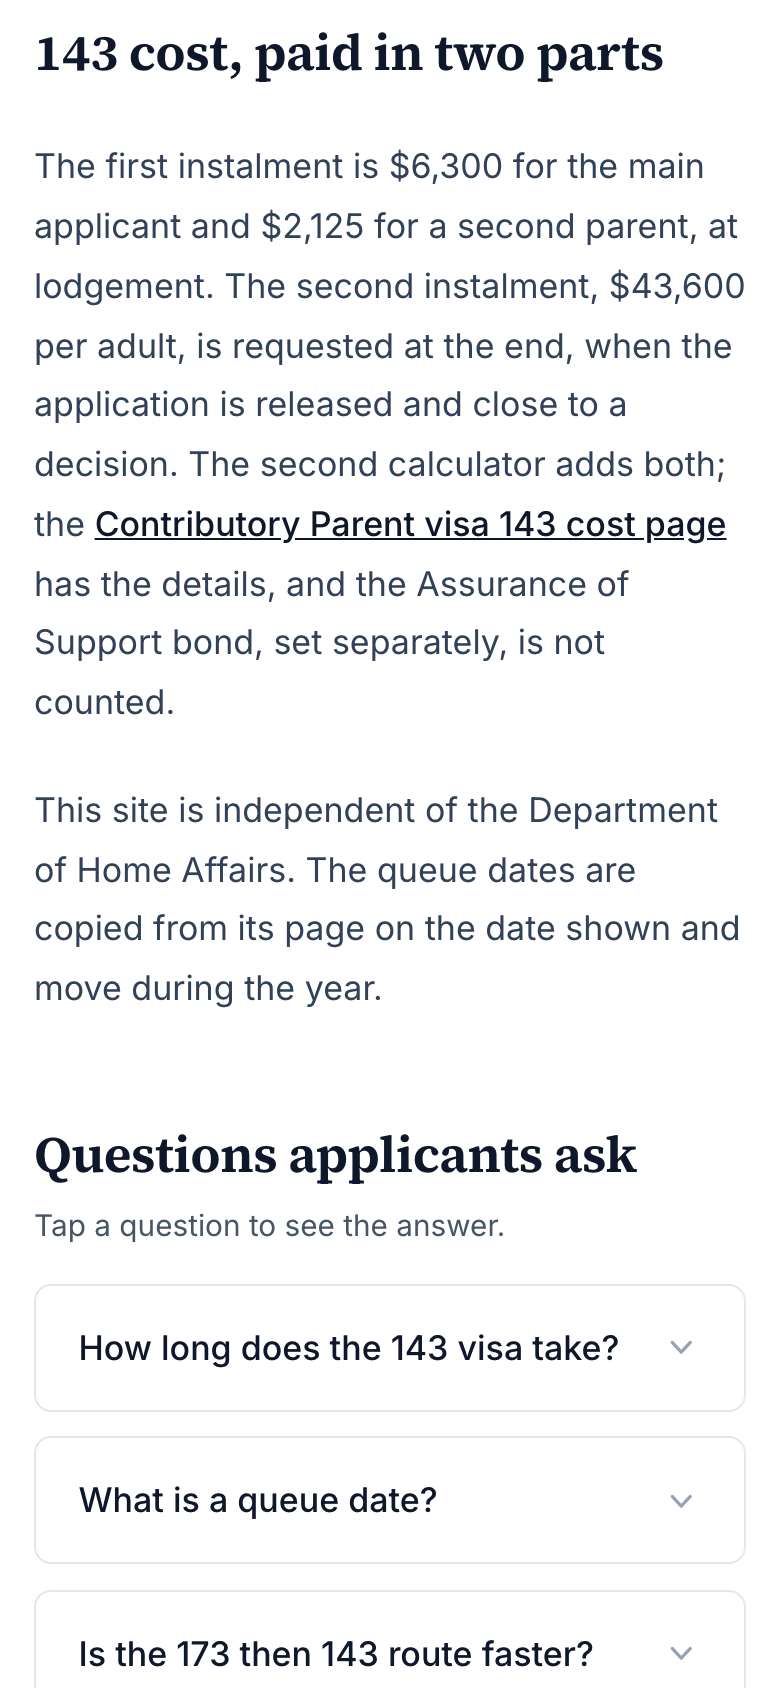 143 cost, paid in two parts
The first instalment is $6,300 for the main
applicant and $2,125 for a second parent, at
lodgement. The second instalment, $43,600
per adult, is requested at the end, when the
application is released and close to a
decision. The second calculator adds both;
the Contributory Parent visa 143 cost page
has the details, and the Assurance of
Support bond, set separately, is not
counted.
This site is independent of the Department
of Home Affairs. The queue dates are
copied from its page on the date shown and
move during the year.
Questions applicants ask
Tap a question to see the answer.
How long does the 143 visa take?
What is a queue date?
Is the 173 then 143 route faster?